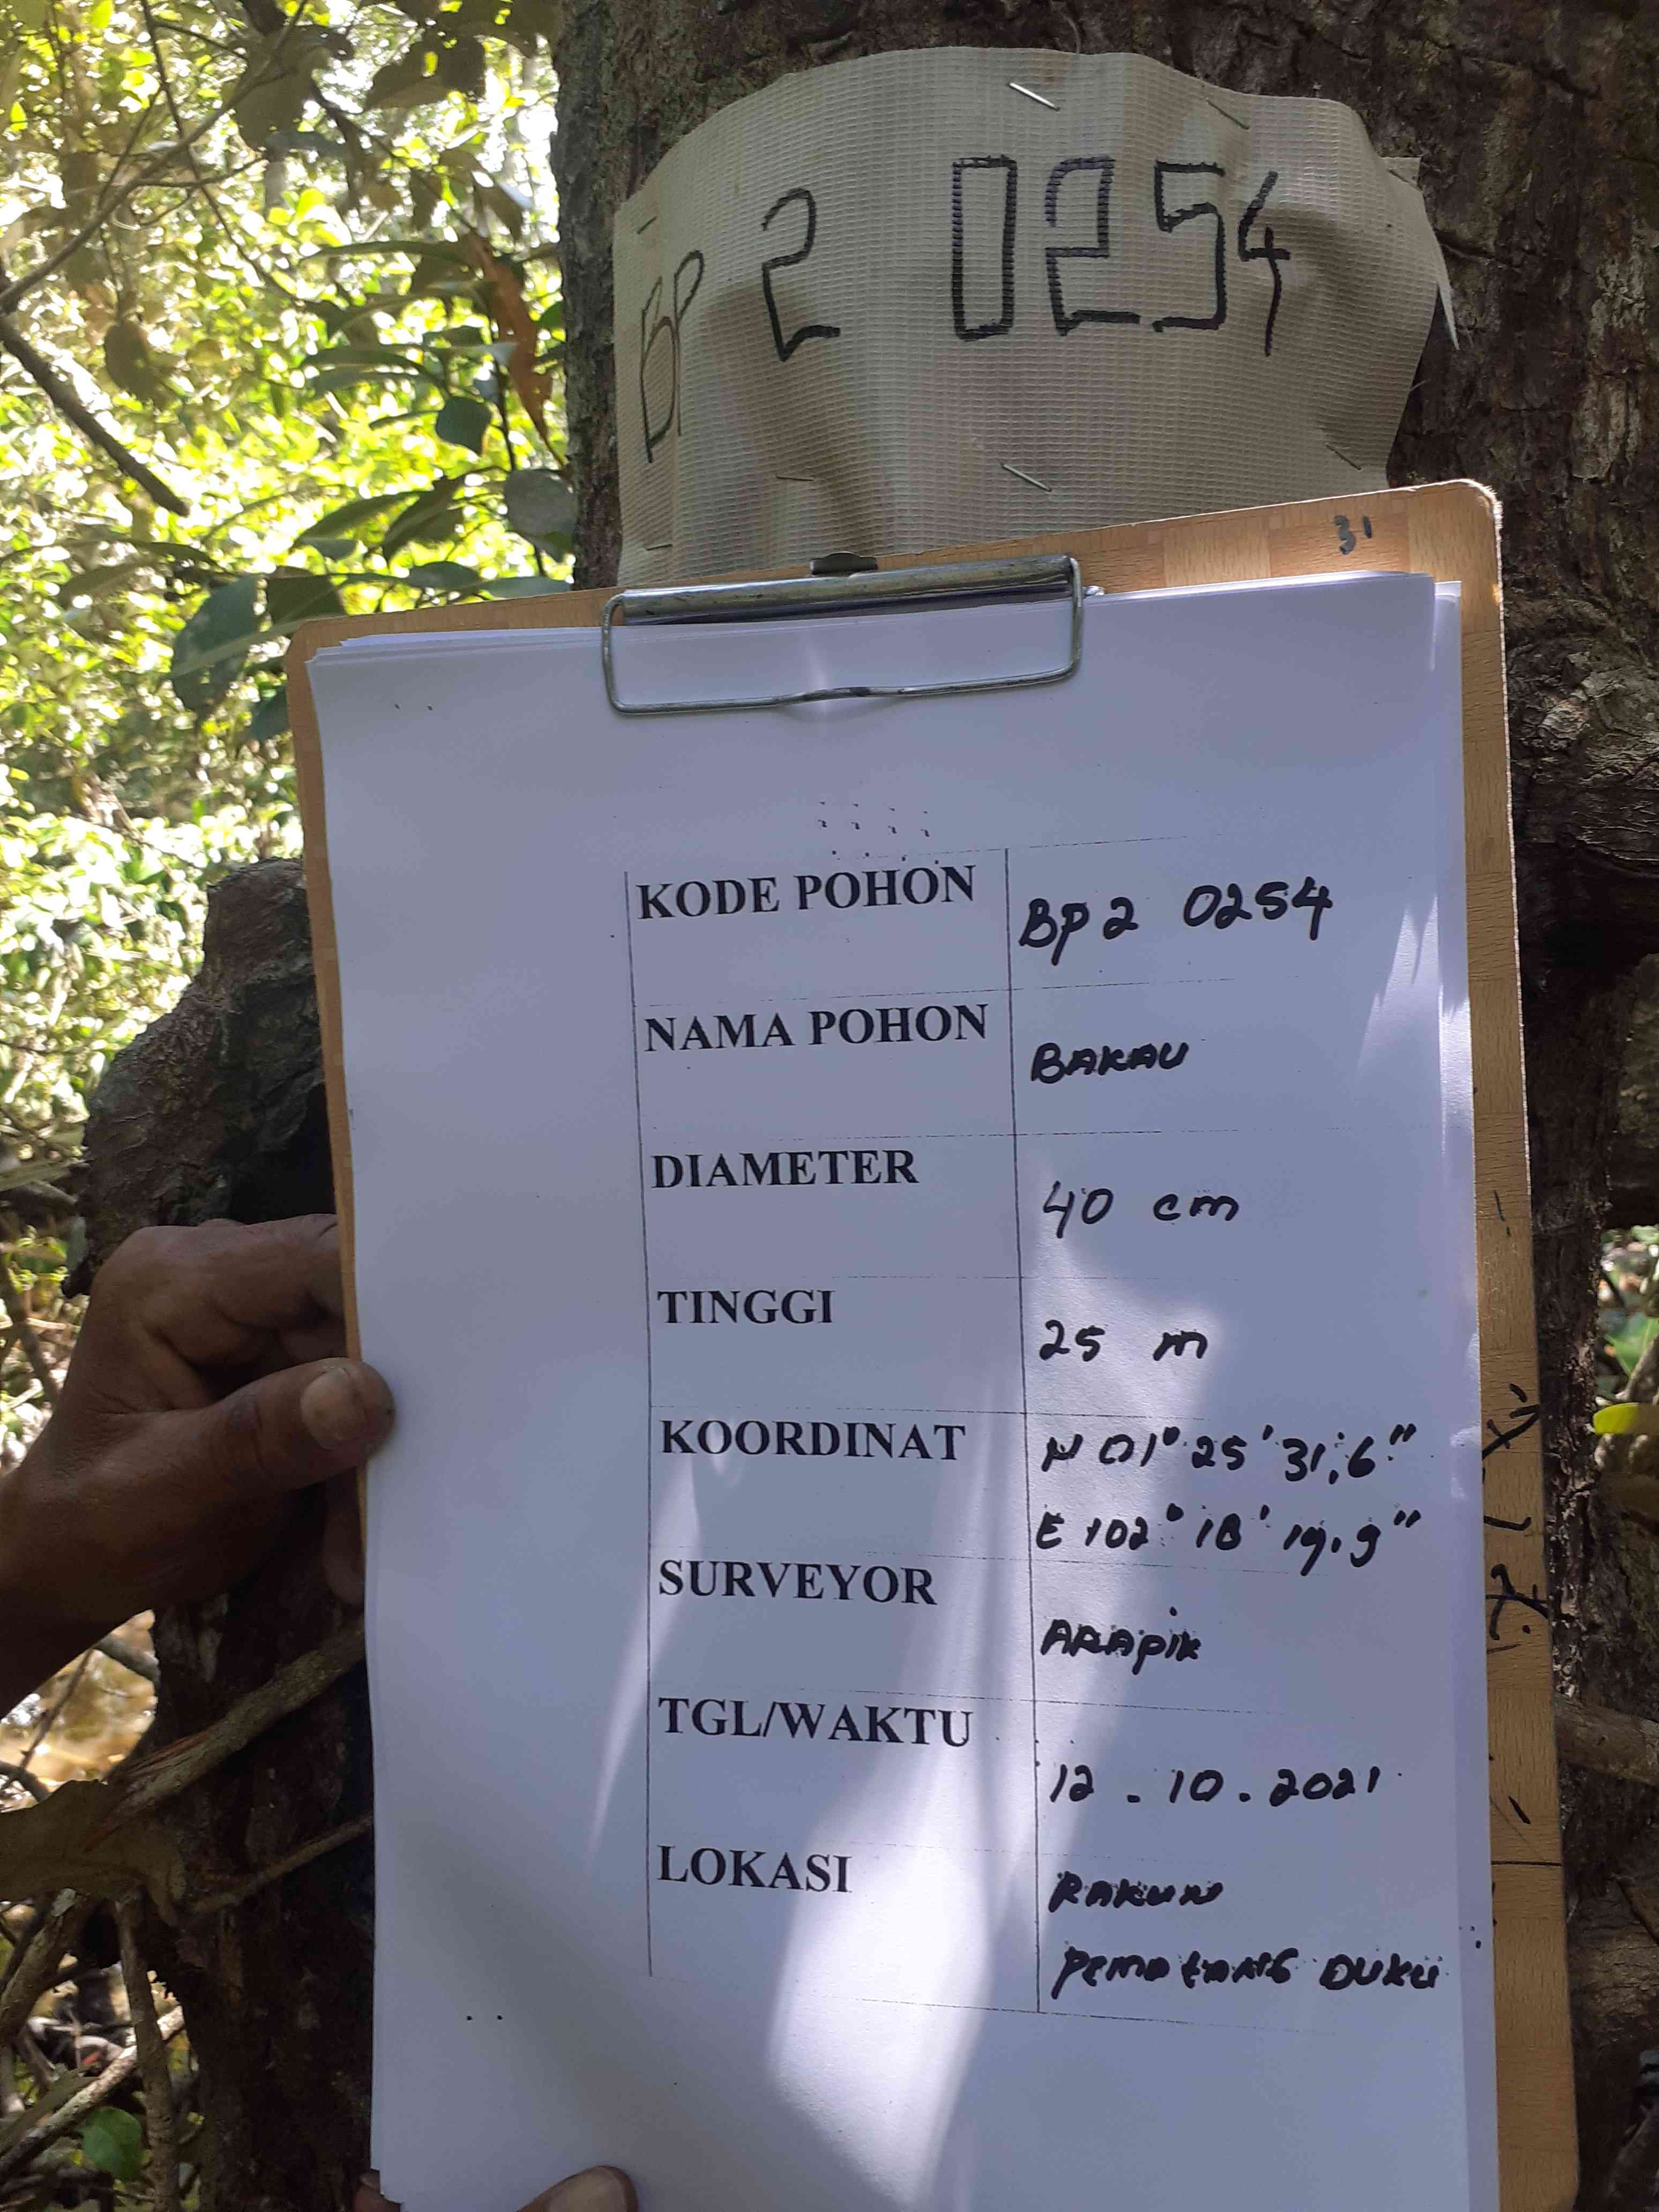 BP 2 0254
31
KODE POHON BP2 0254
NAMA POHON BAKAU
DIAMETER 40 cm
TINGGI 25 m
KOORDINAT N 01° 25' 31,6"
E 102° 18' 19.9"
SURVEYOR ARAPIK
TGL/WAKTU 12 . 10 . 2021
LOKASI RAKUN
PEMATANG DUKU